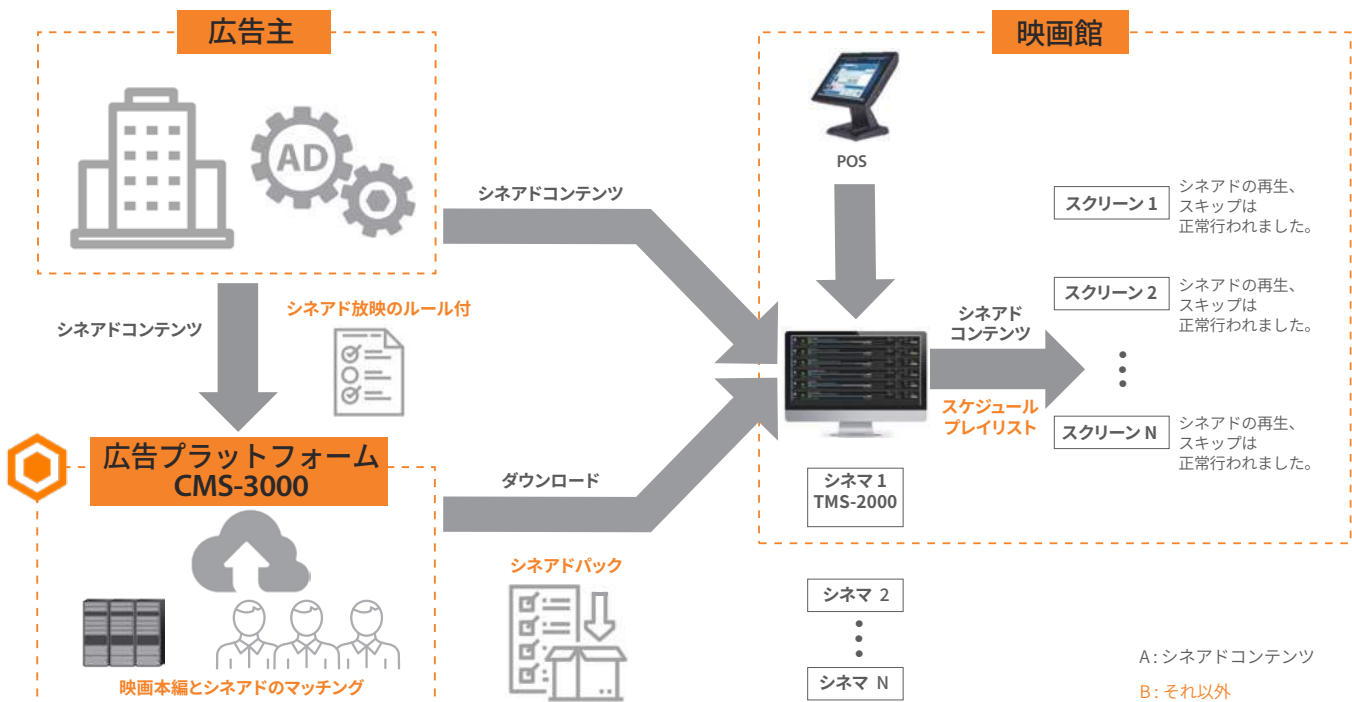 広告主
映画館
AD
POS
シネアドコンテンツ
スクリーン 1
シネアドの再生、
スキップは
正常行われました。
シネアドコンテンツ
シネアド放映のルール付
シネアド
コンテンツ
スクリーン 2
シネアドの再生、
スキップは
正常行われました。
スケジュール
プレイリスト
スクリーン N
シネアドの再生、
スキップは
正常行われました。
広告プラットフォーム
CMS-3000
ダウンロード
シネマ 1
TMS-2000
シネアドパック
シネマ 2
シネマ N
映画本編とシネアドのマッチング
A : シネアドコンテンツ
B : それ以外